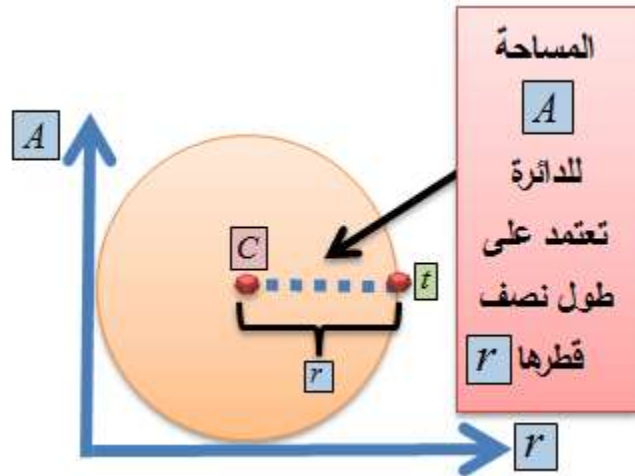 المساحة
A
للدائرة
تعتمد على
طول نصف
قطرها r
A
C
t
r
r